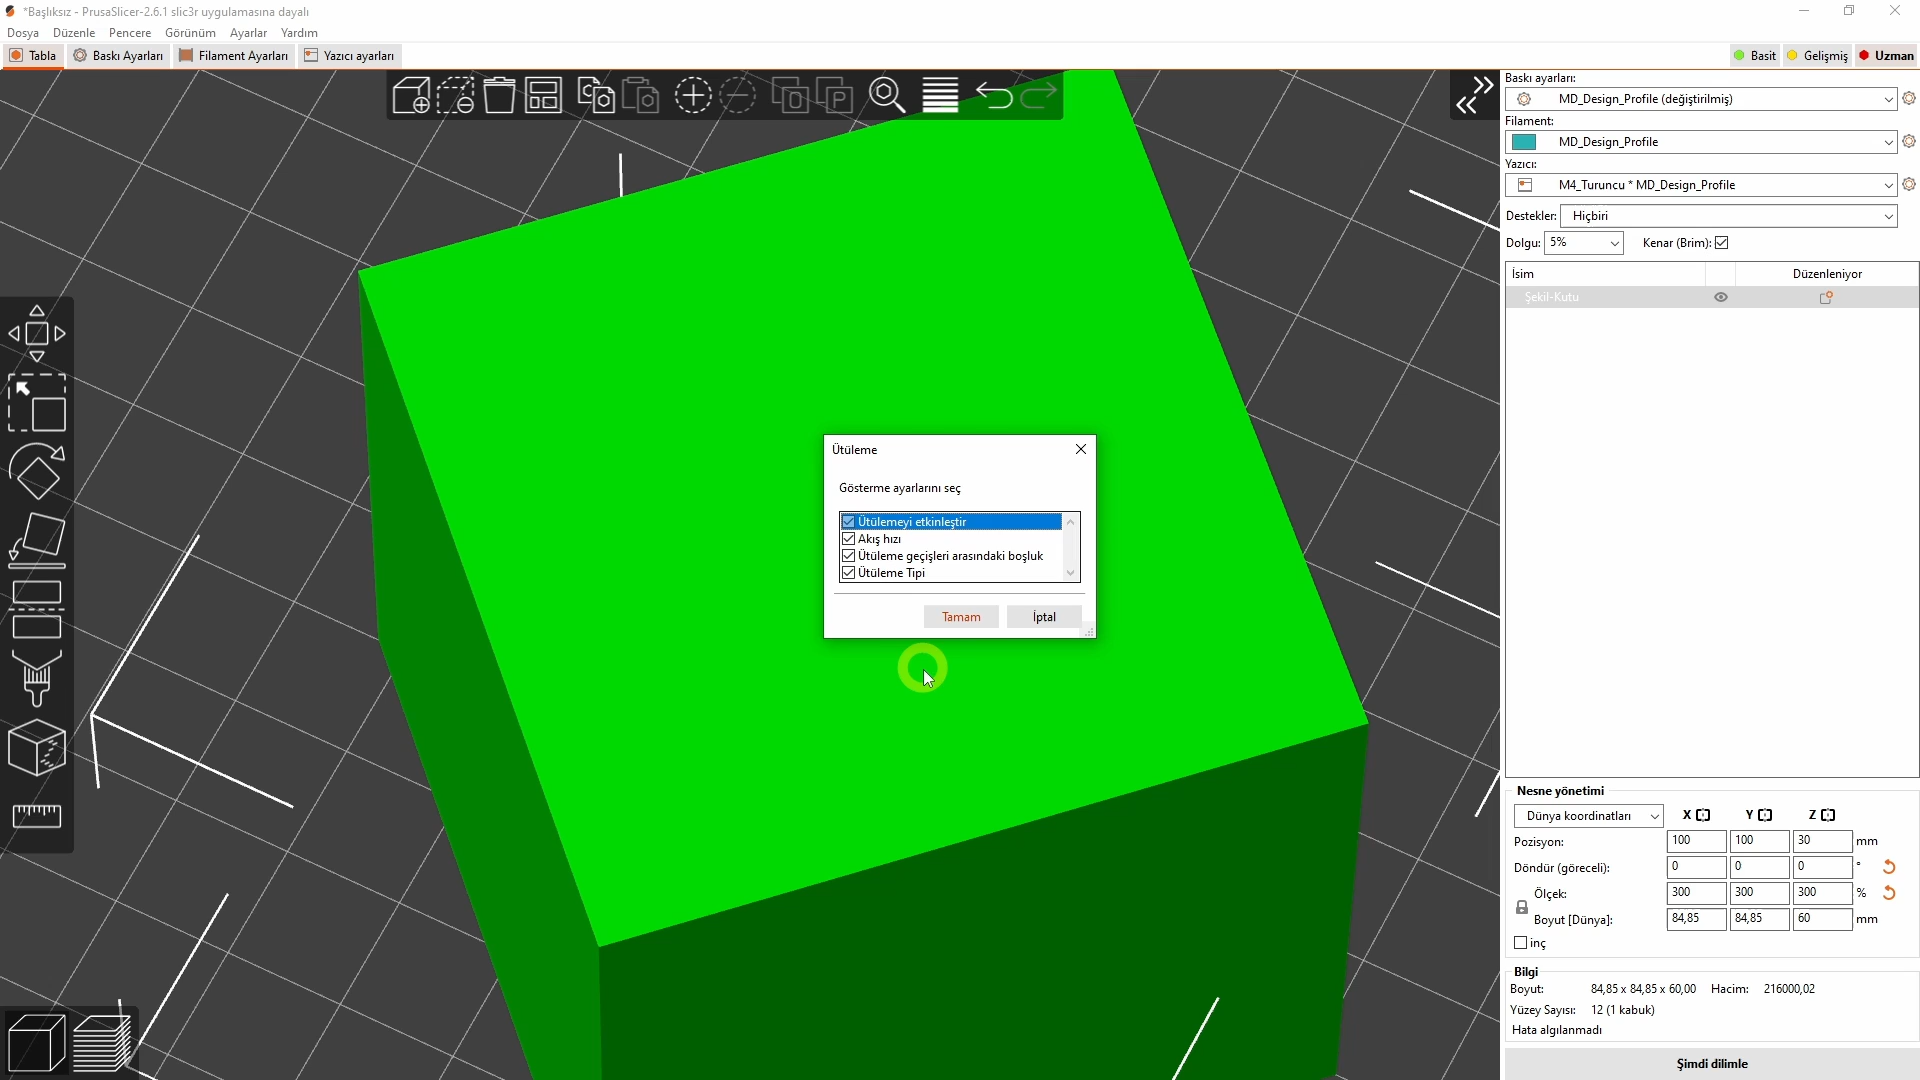 *Başlıksız - PrusaSlicer-2.6.1 slic3r uygulamasına dayalı
Dosya Düzenle Pencere Görünüm Ayarlar Yardım
Tabla Baskı Ayarları Filament Ayarları Yazıcı ayarları Basit Gelişmiş Uzman
Baskı ayarları:
MD_Design_Profile (değiştirilmiş)
Filament:
MD_Design_Profile
Yazıcı:
M4_Turuncu * MD_Design_Profile
Destekler: Hiçbiri
Dolgu: 5% Kenar (Brim):
İsim Düzenleniyor
Şekil-Kutu
Ütüleme
Gösterme ayarlarını seç
Ütülemeyi etkinleştir
Akış hızı
Ütüleme geçişleri arasındaki boşluk
Ütüleme Tipi
Tamam İptal
Nesne yönetimi
Dünya koordinatları X Y Z
Pozisyon: 100 100 30 mm
Döndür (göreceli): 0 0 0 °
Ölçek: 300 300 300 %
Boyut [Dünya]: 84,85 84,85 60 mm
inç
Bilgi
Boyut: 84,85 x 84,85 x 60,00 Hacim: 216000,02
Yüzey Sayısı: 12 (1 kabuk)
Hata algılanmadı
Şimdi dilimle